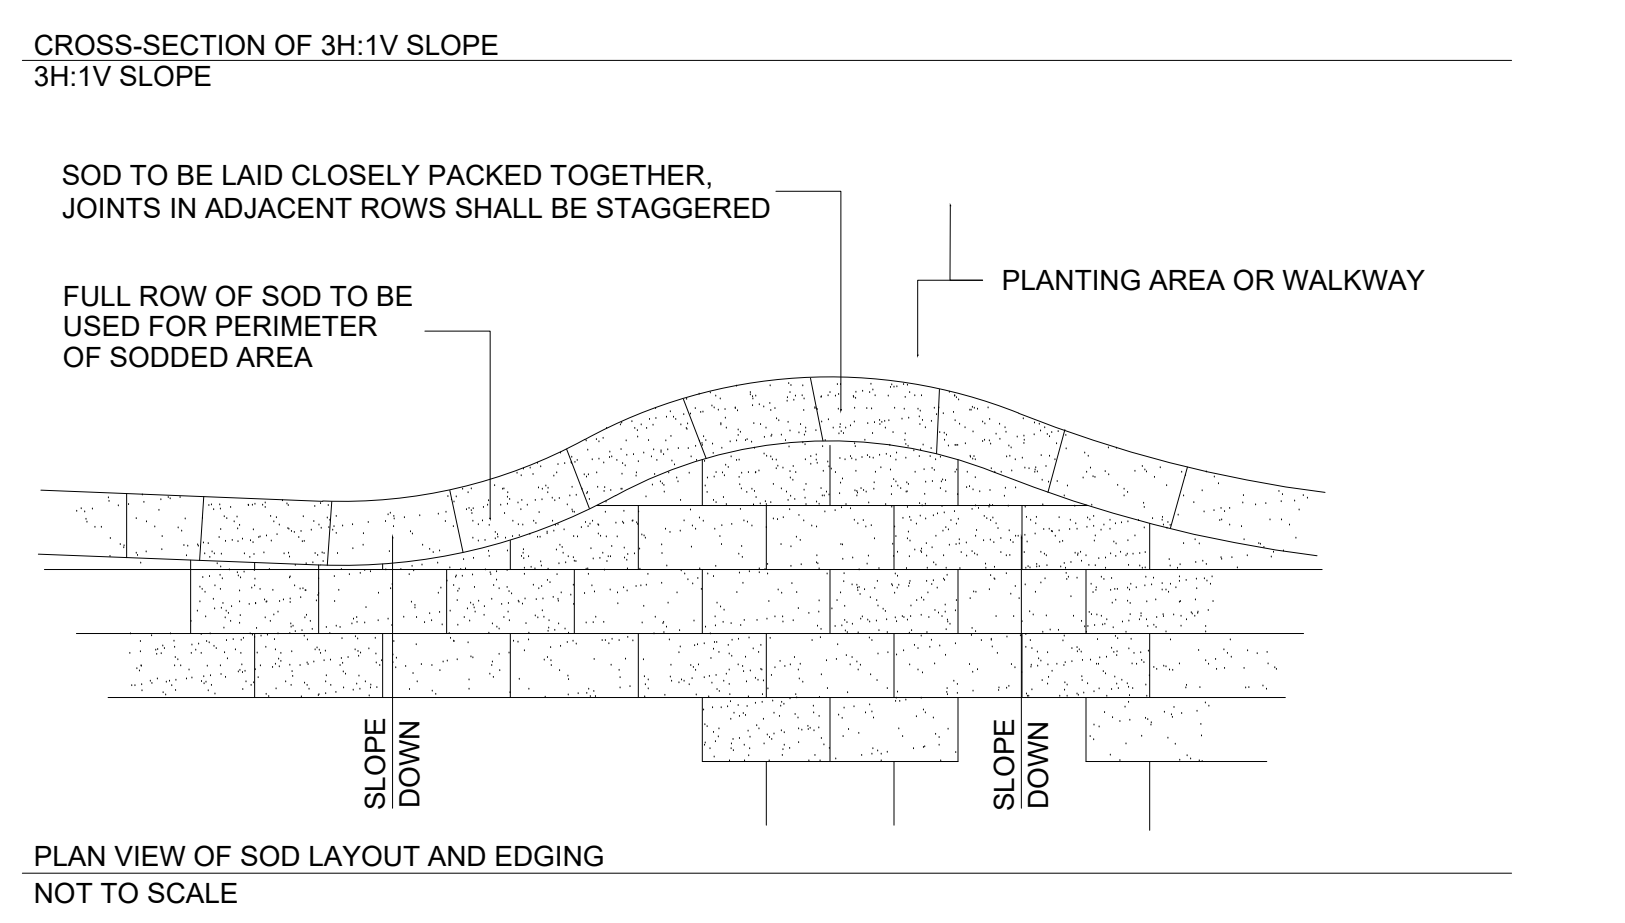 CROSS-SECTION OF 3H:1V SLOPE
3H:1V SLOPE
SOD TO BE LAID CLOSELY PACKED TOGETHER,
JOINTS IN ADJACENT ROWS SHALL BE STAGGERED
PLANTING AREA OR WALKWAY
FULL ROW OF SOD TO BE
USED FOR PERIMETER
OF SODDED AREA
SLOPE
DOWN
SLOPE
DOWN
PLAN VIEW OF SOD LAYOUT AND EDGING
NOT TO SCALE